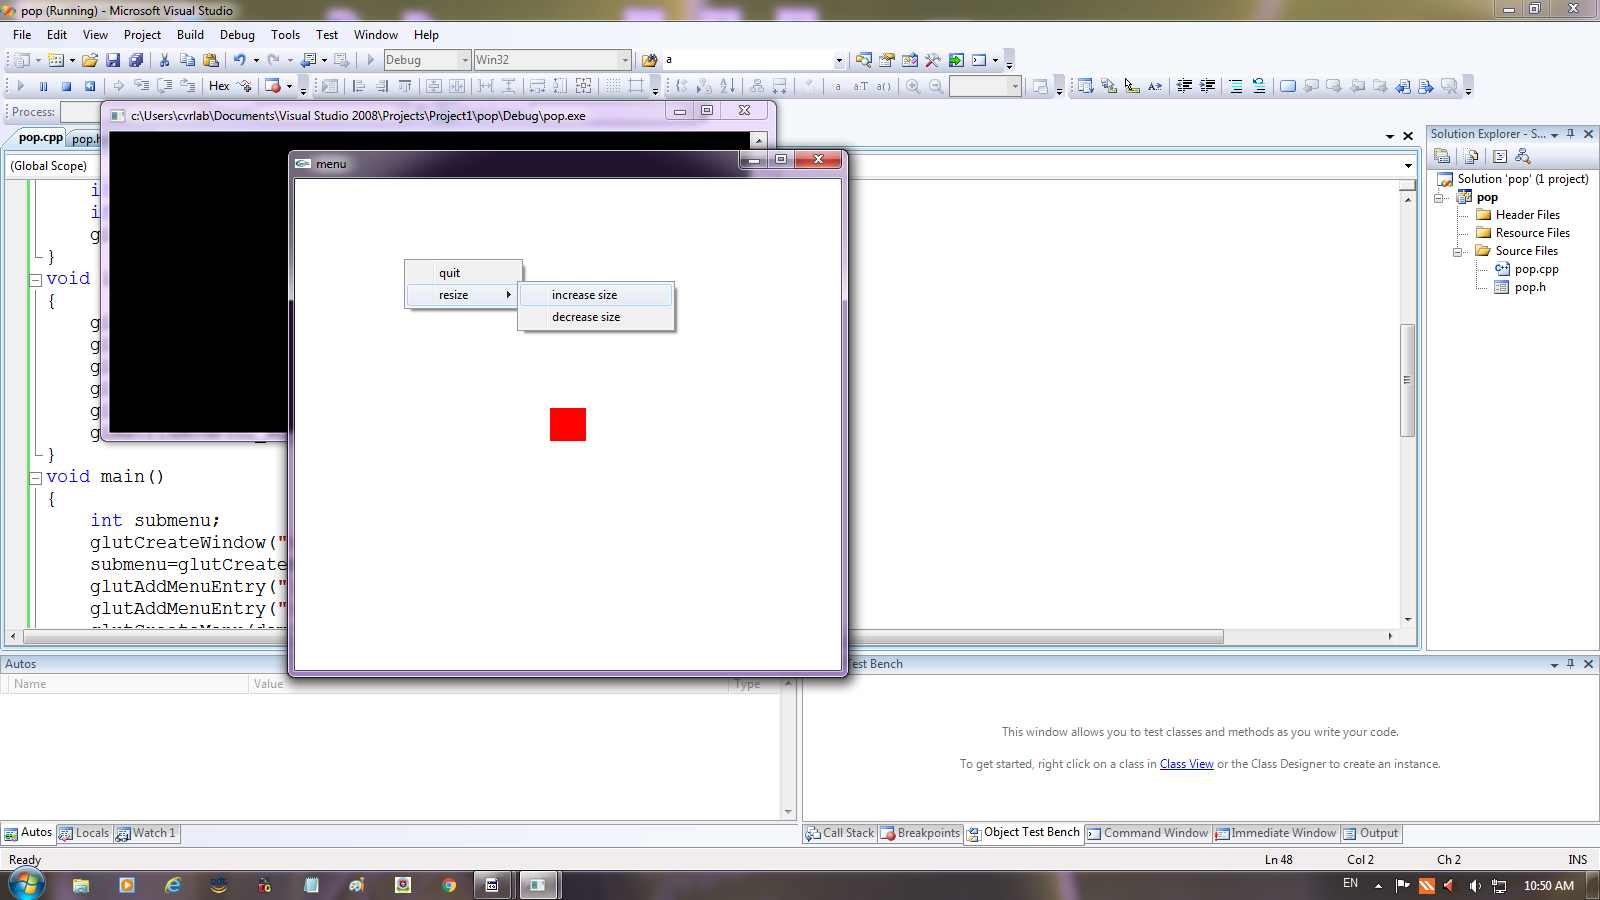 pop (Running) - Microsoft Visual Studio
File Edit View Project Build Debug Tools Test Window Help
Debug Win32 a
Hex
Process:
c:\Users\cvrlab\Documents\Visual Studio 2008\Projects\Project1\pop\Debug\pop.exe
pop.cpp pop.h
(Global Scope)
menu
i
i
g
}
void
{
g
g
g
g
g
g
}
void main()
{
int submenu;
glutCreateWindow("
submenu=glutCreate
glutAddMenuEntry("
glutAddMenuEntry("
quit
resize
increase size
decrease size
Solution Explorer - S...
Solution 'pop' (1 project)
pop
Header Files
Resource Files
Source Files
pop.cpp
pop.h
Autos
Name Value Type
Test Bench
This window allows you to test classes and methods as you write your code.
To get started, right click on a class in Class View or the Class Designer to create an instance.
Autos Locals Watch 1
Call Stack Breakpoints Object Test Bench Command Window Immediate Window Output
Ready Ln 48 Col 2 Ch 2 INS
EN 10:50 AM